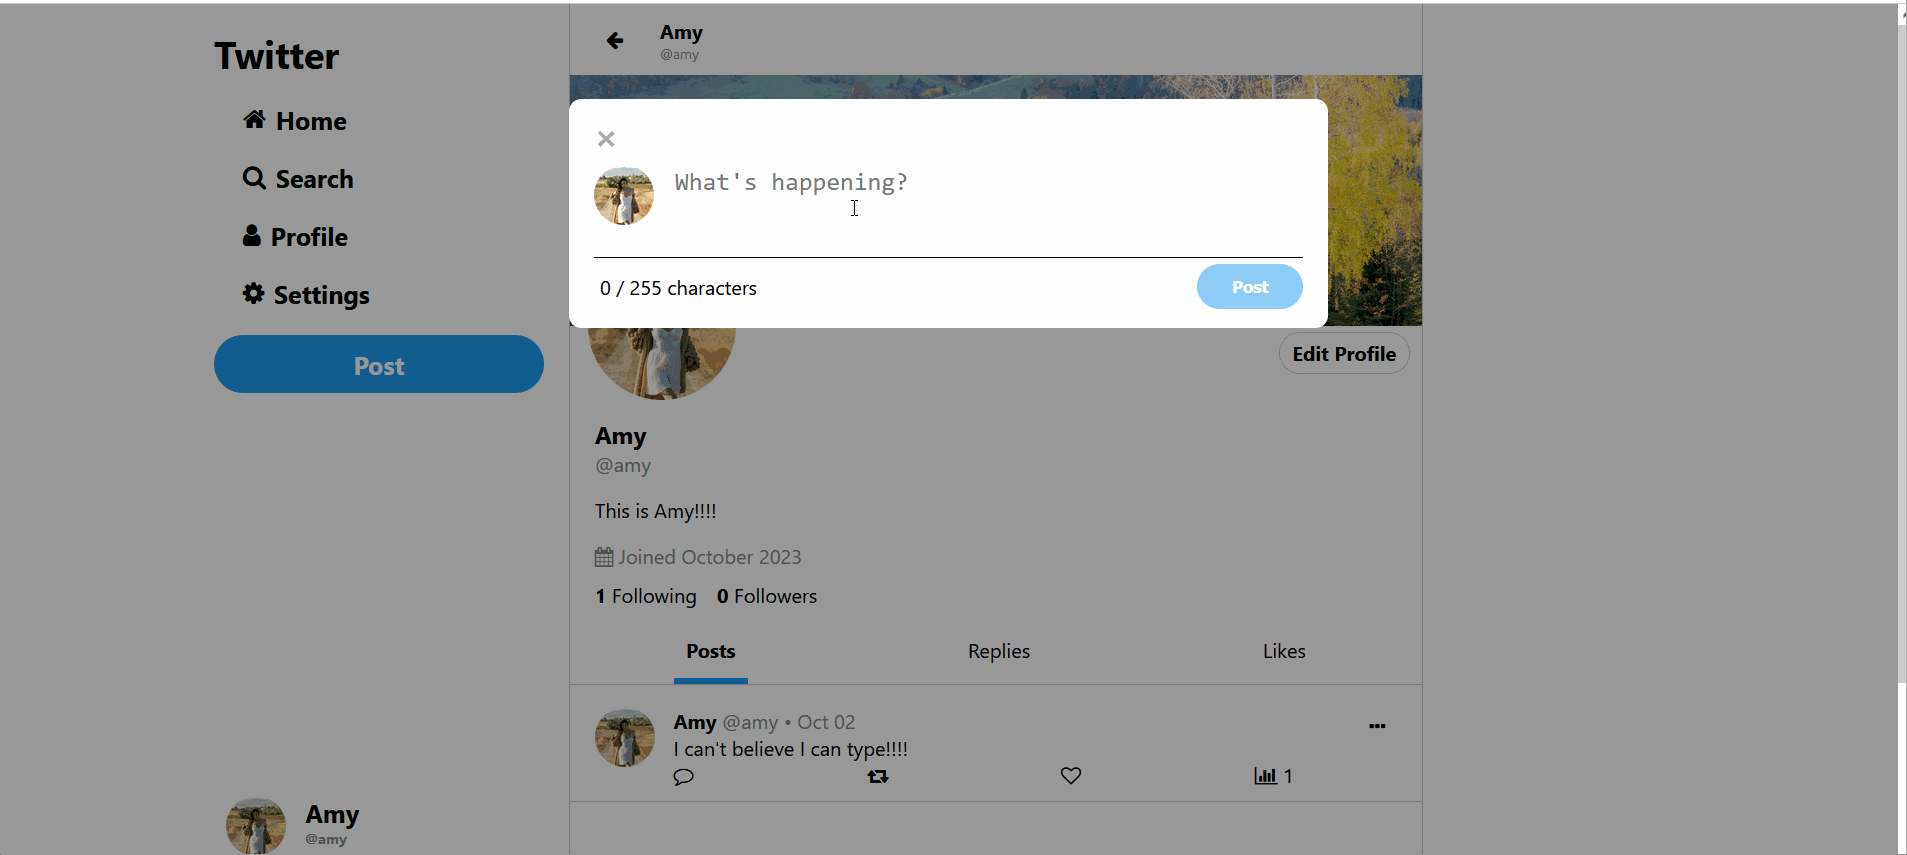 Twitter
Home
Search
Profile
Settings
Post
Amy
@amy
Amy
@amy
What's happening?
0 / 255 characters
Post
Edit Profile
Amy
@amy
This is Amy!!!!
Joined October 2023
1 Following 0 Followers
Posts Replies Likes
Amy @amy • Oct 02
I can't believe I can type!!!!
1